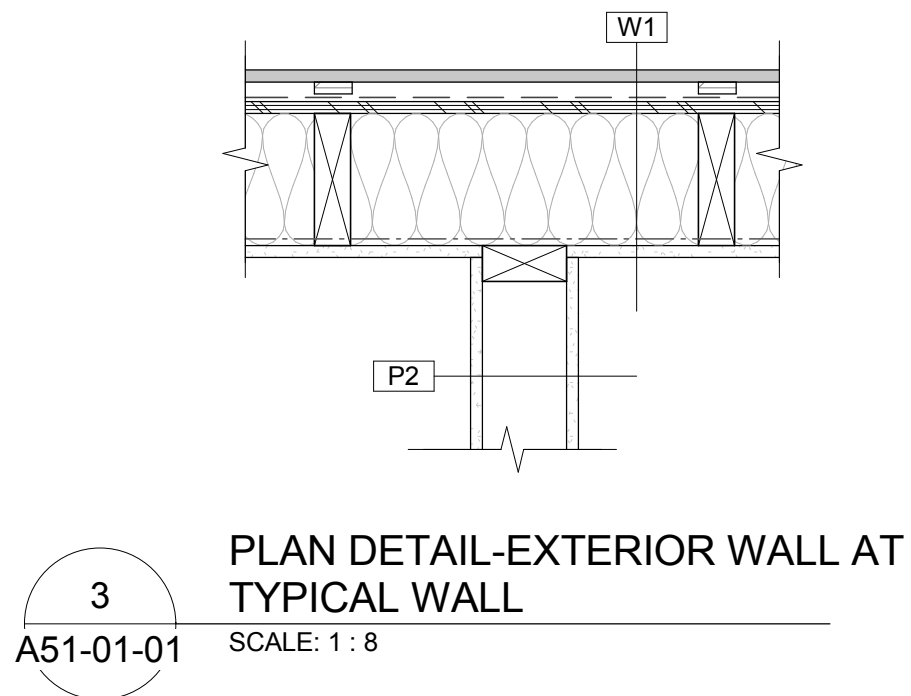 W1
P2
3
A51-01-01
PLAN DETAIL-EXTERIOR WALL AT
TYPICAL WALL
SCALE: 1 : 8